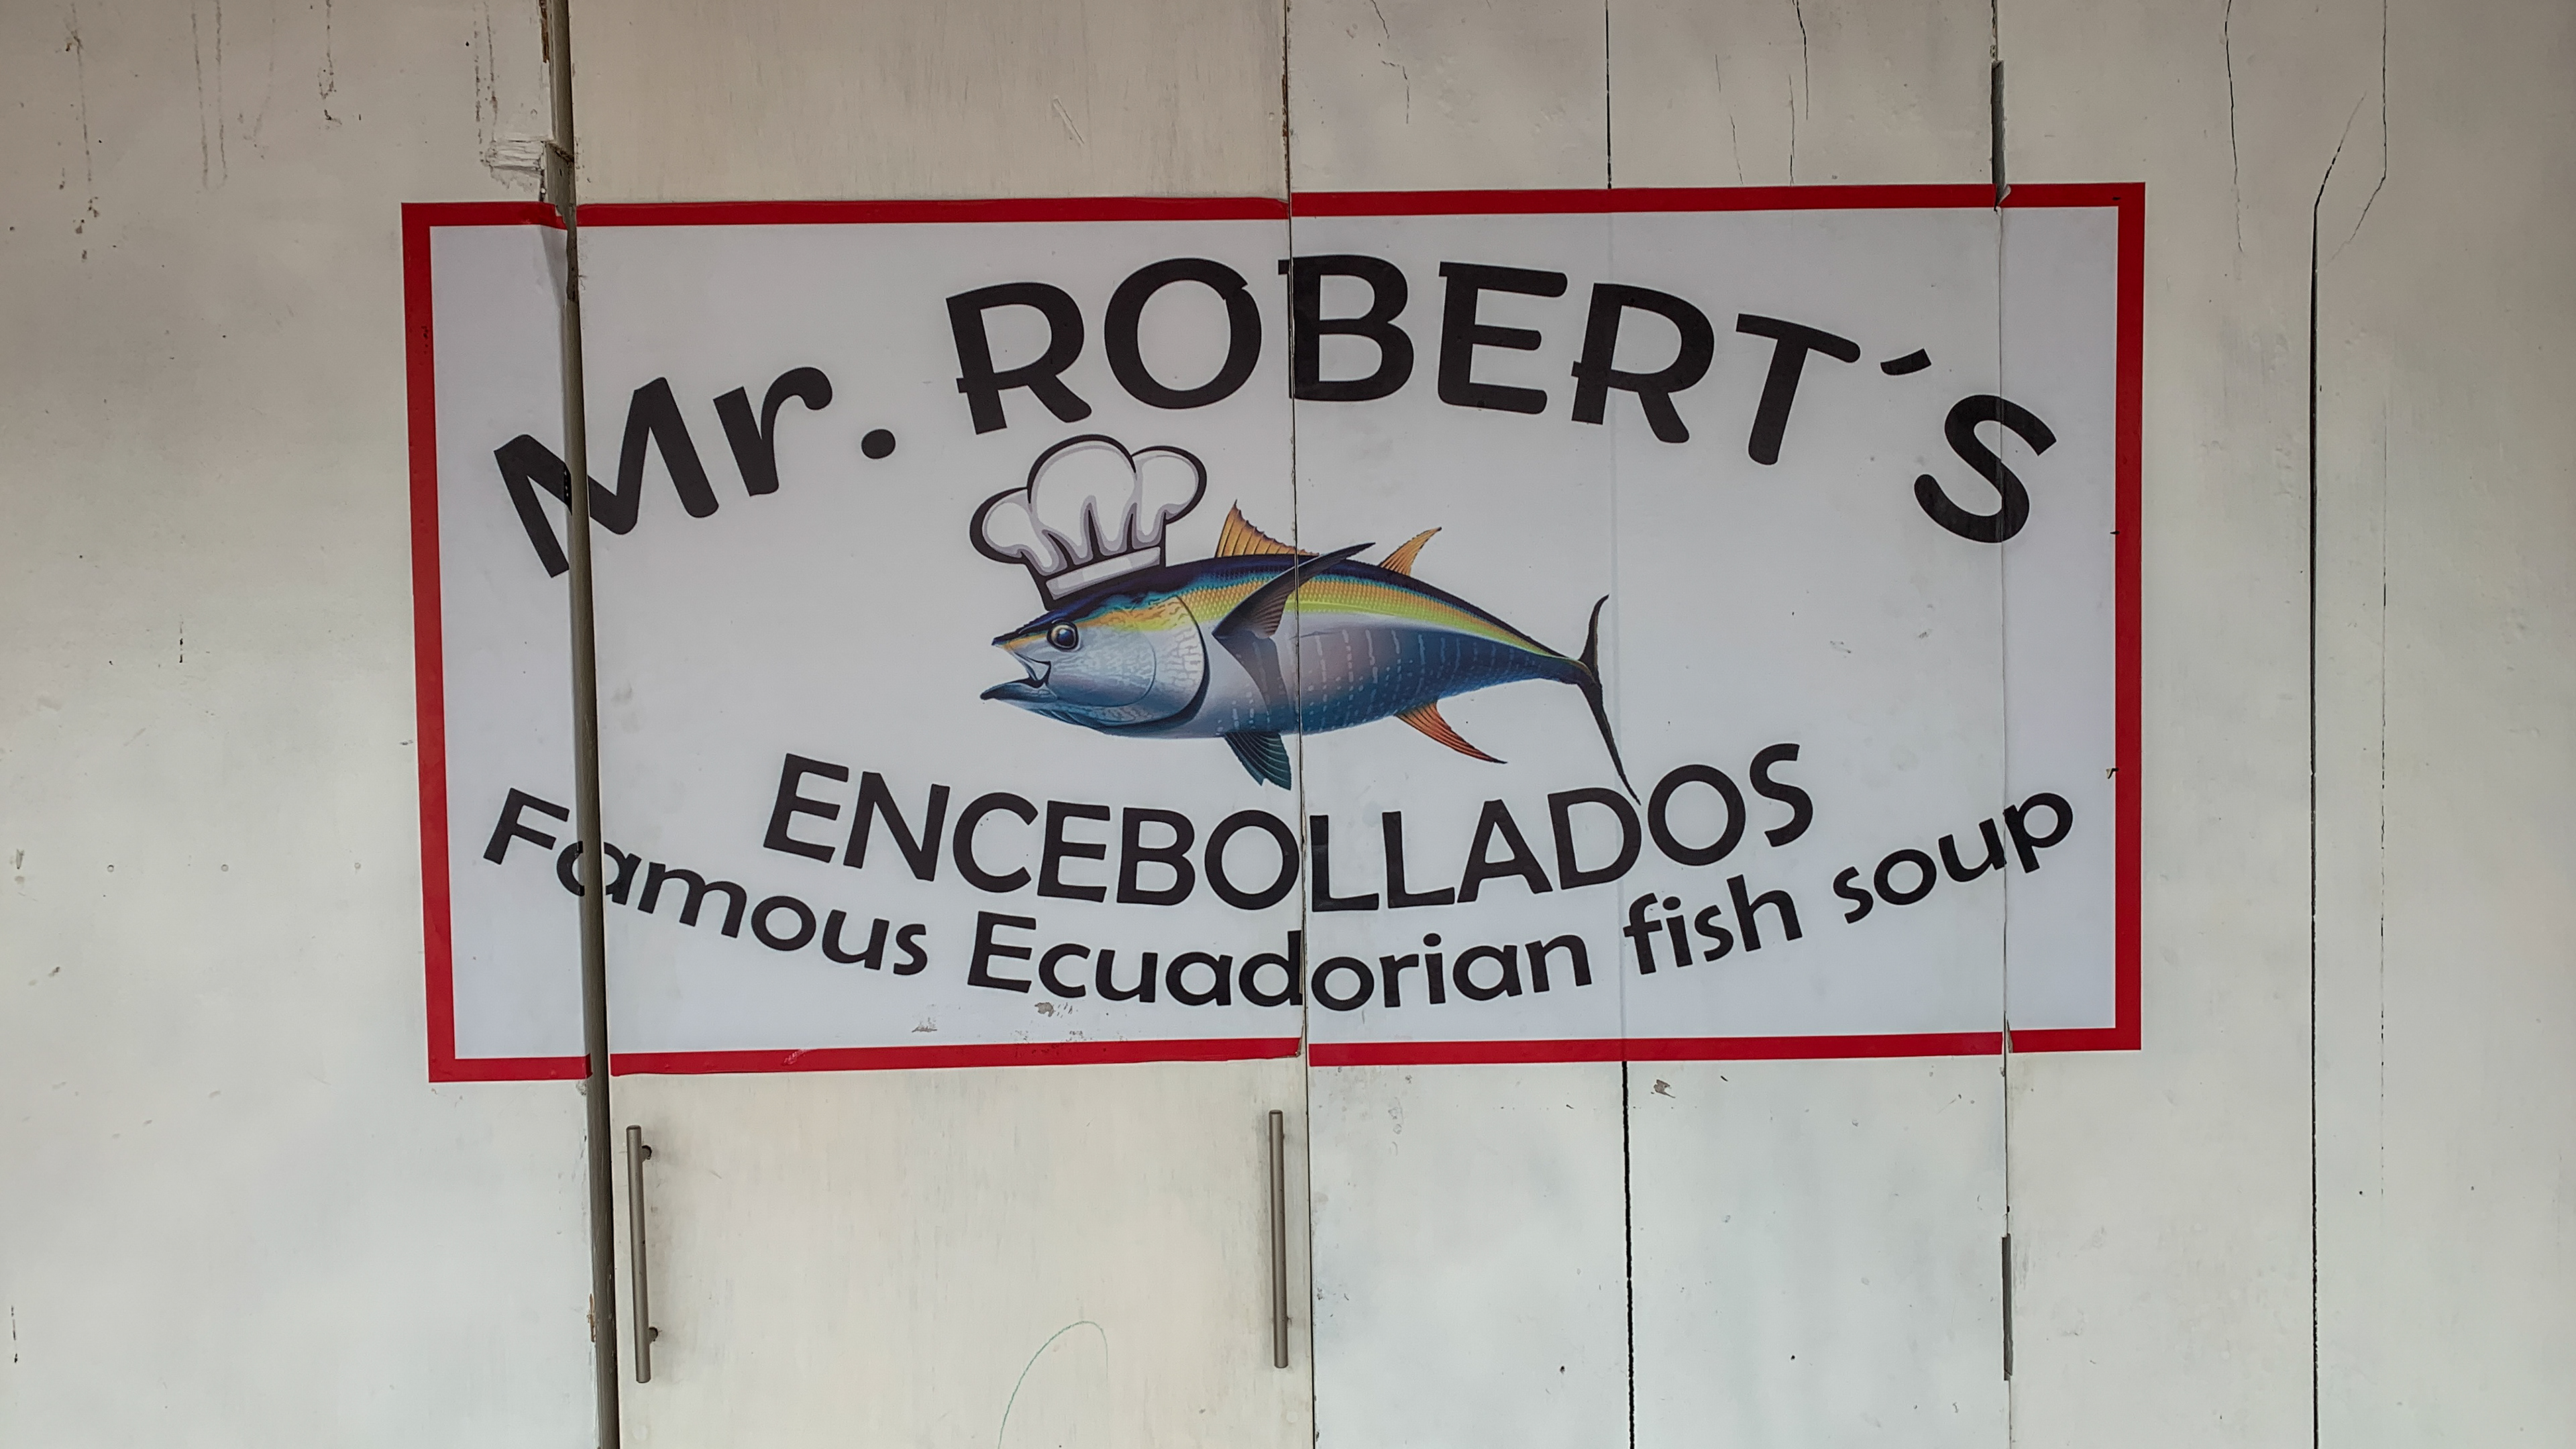 Mr. ROBERT´S
ENCEBOLLADOS
Famous Ecuadorian fish soup